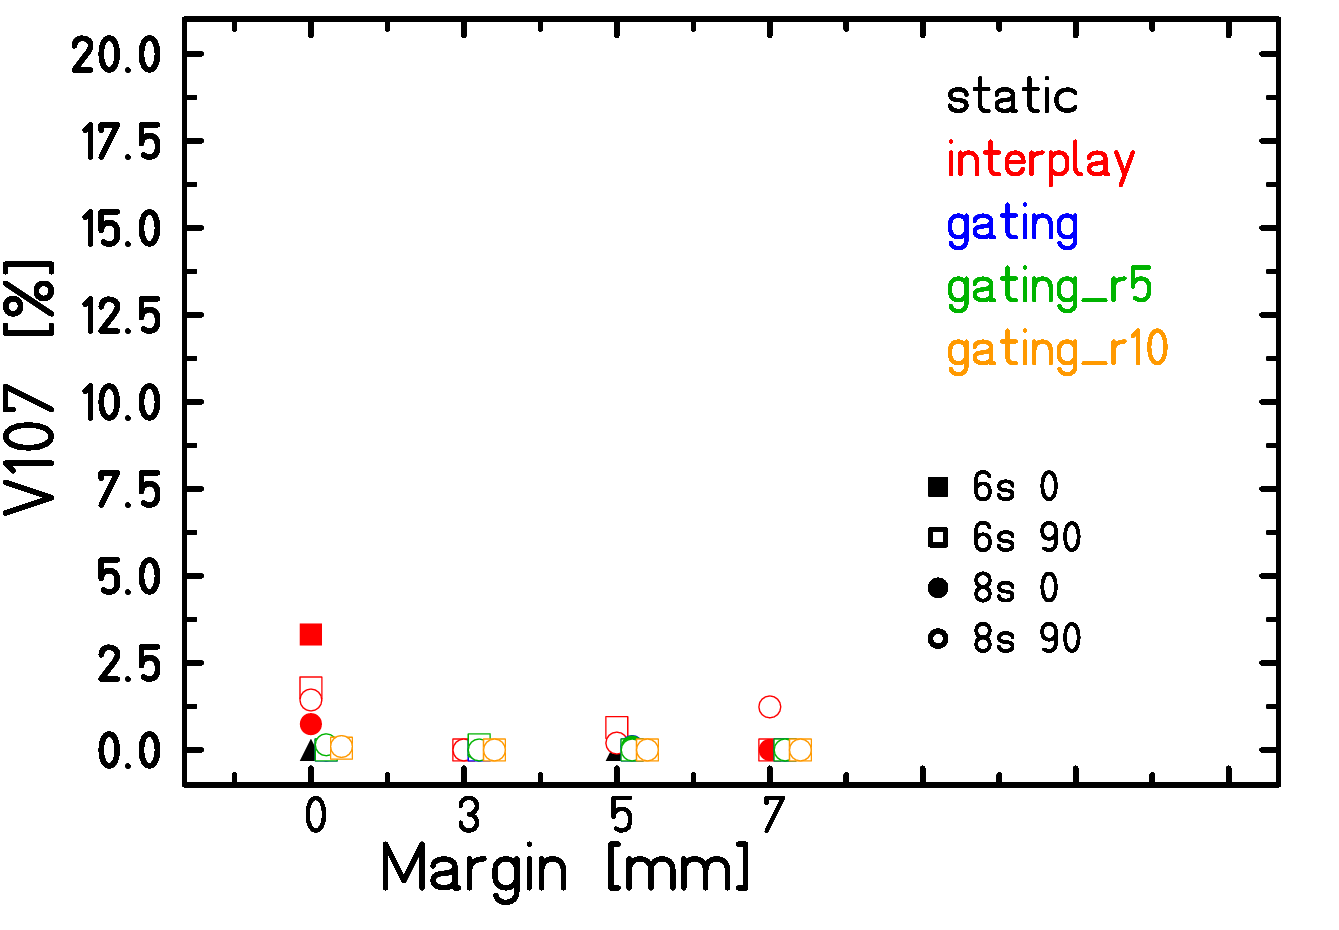 20.0
17.5
15.0
12.5
10.0
7.5
5.0
2.5
0.0
V107 [%]
static
interplay
gating
gating_r5
gating_r10
6s 0
6s 90
8s 0
8s 90
0 3 5 7
Margin [mm]